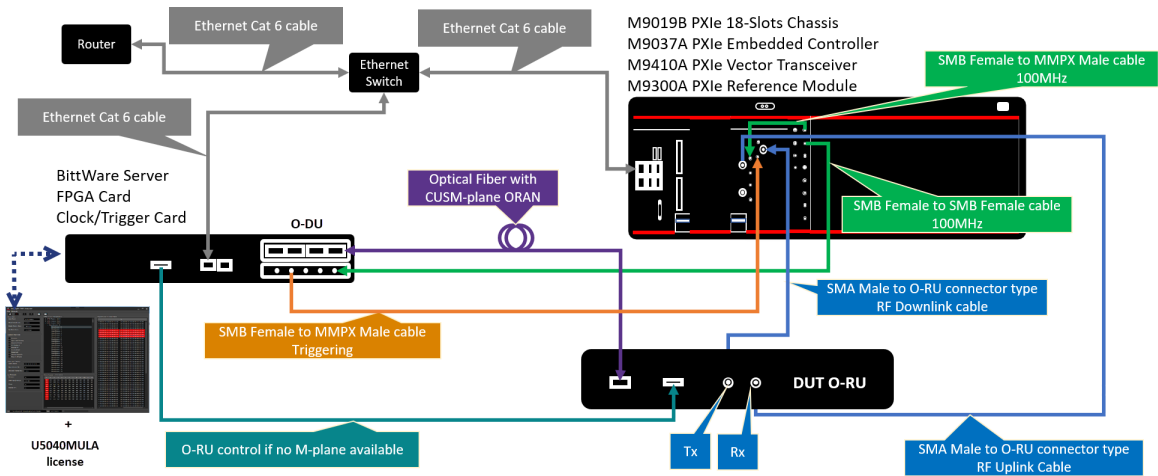 Ethernet Cat 6 cable
Ethernet Cat 6 cable
M9019B PXIe 18-Slots Chassis
M9037A PXIe Embedded Controller
M9410A PXIe Vector Transceiver
M9300A PXIe Reference Module
Router
Ethernet
Switch
SMB Female to MMPX Male cable
100MHz
Ethernet Cat 6 cable
BittWare Server
FPGA Card
Clock/Trigger Card
Optical Fiber with
CUSM-plane ORAN
SMB Female to SMB Female cable
100MHz
O-DU
SMA Male to O-RU connector type
RF Downlink cable
SMB Female to MMPX Male cable
Triggering
DUT O-RU
+
U5040MULA
license
O-RU control if no M-plane available
Tx
Rx
SMA Male to O-RU connector type
RF Uplink Cable